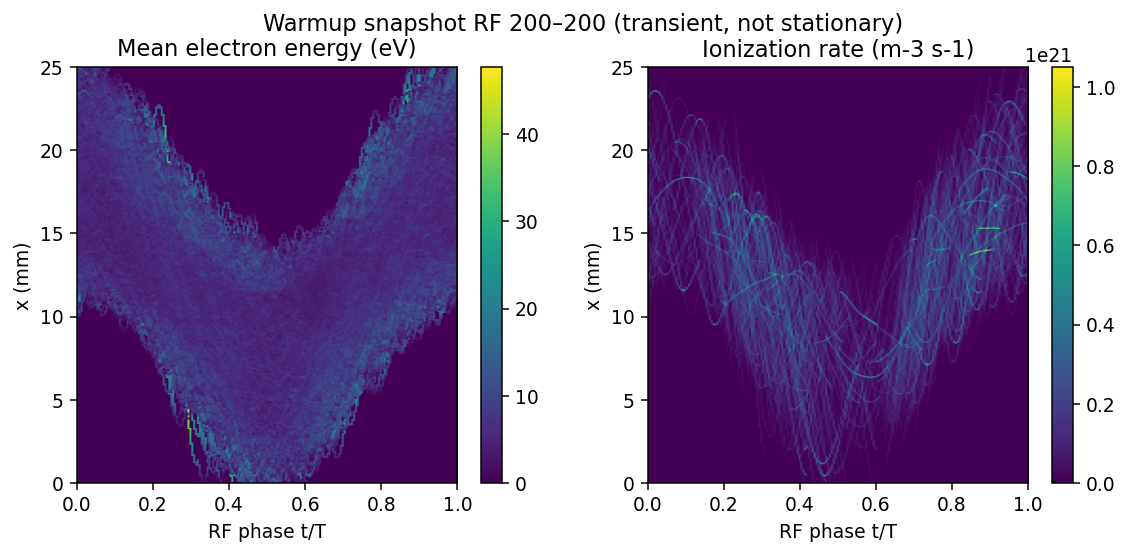 Warmup snapshot RF 200–200 (transient, not stationary)
Mean electron energy (eV)
Ionization rate (m-3 s-1)
1e21
25
20
15
10
5
0
x (mm)
0.0 0.2 0.4 0.6 0.8 1.0
RF phase t/T
40
30
20
10
0
25
20
15
10
5
0
x (mm)
0.0 0.2 0.4 0.6 0.8 1.0
RF phase t/T
1.0
0.8
0.6
0.4
0.2
0.0